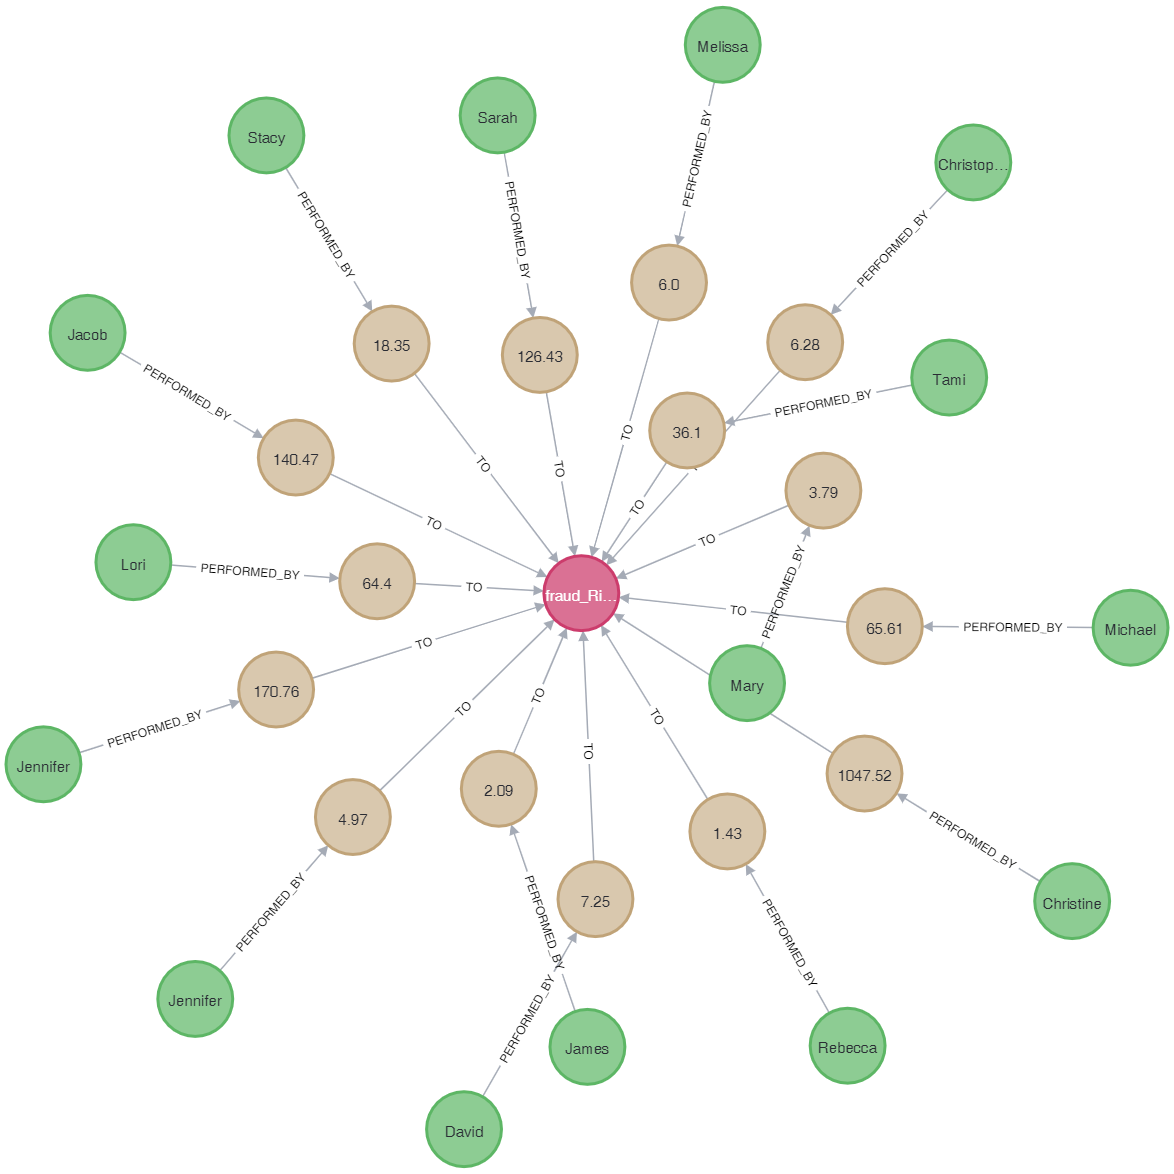 Melissa
PERFORMED_BY
Sarah
PERFORMED_BY
Stacy
PERFORMED_BY
Christop...
PERFORMED_BY
6.0
TO
6.28
Jacob
PERFORMED_BY
18.35
TO
126.43
TO
Tami
PERFORMED_BY
36.1
TO
140.47
TO
3.79
TO
PERFORMED_BY
Lori
PERFORMED_BY
64.4
TO
fraud_Ri...
TO
65.61
PERFORMED_BY
Michael
170.76
TO
Mary
Jennifer
PERFORMED_BY
TO
TO
TO
TO
1047.52
PERFORMED_BY
Christine
4.97
PERFORMED_BY
Jennifer
2.09
PERFORMED_BY
James
7.25
PERFORMED_BY
David
1.43
PERFORMED_BY
Rebecca